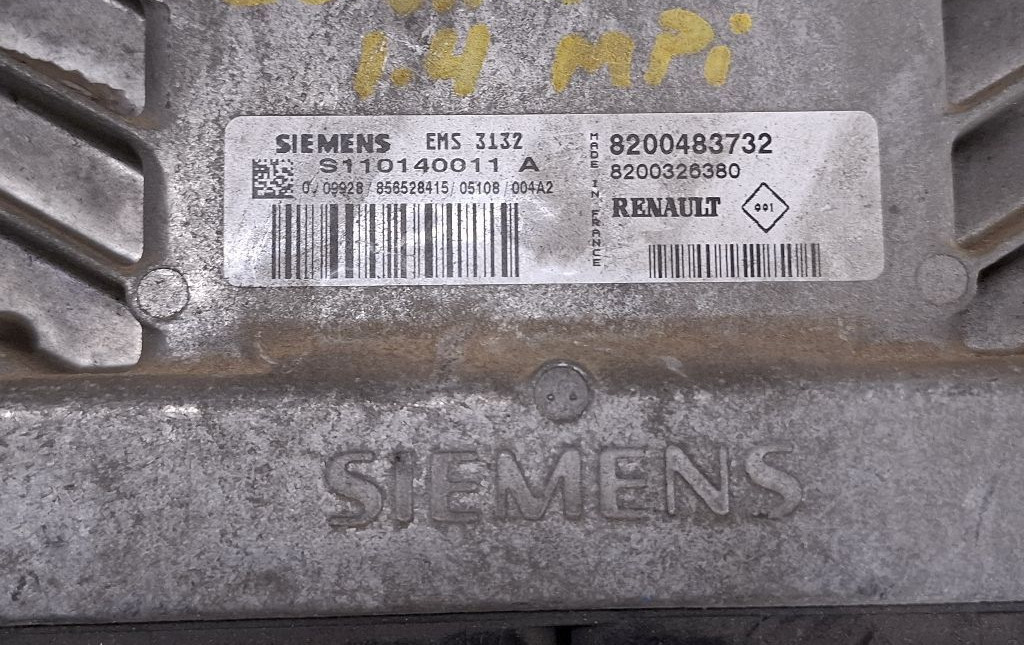 1.4 MPi
SIEMENS EMS 3132
S110140011 A
0./09928/856528415/05108/004A2
MADE IN FRANCE
8200483732
8200326380
RENAULT
001
SIEMENS